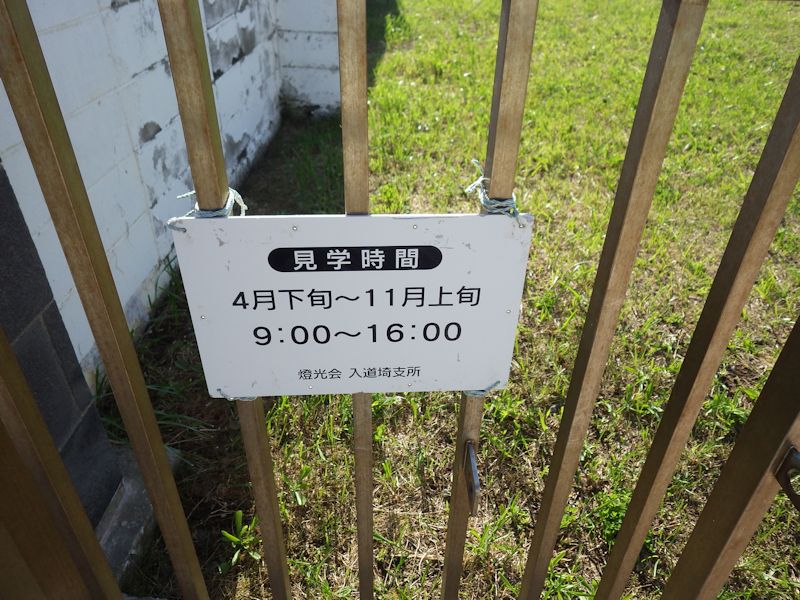 見学時間
4月下旬～11月上旬
9:00～16:00
燈光会 入道埼支所